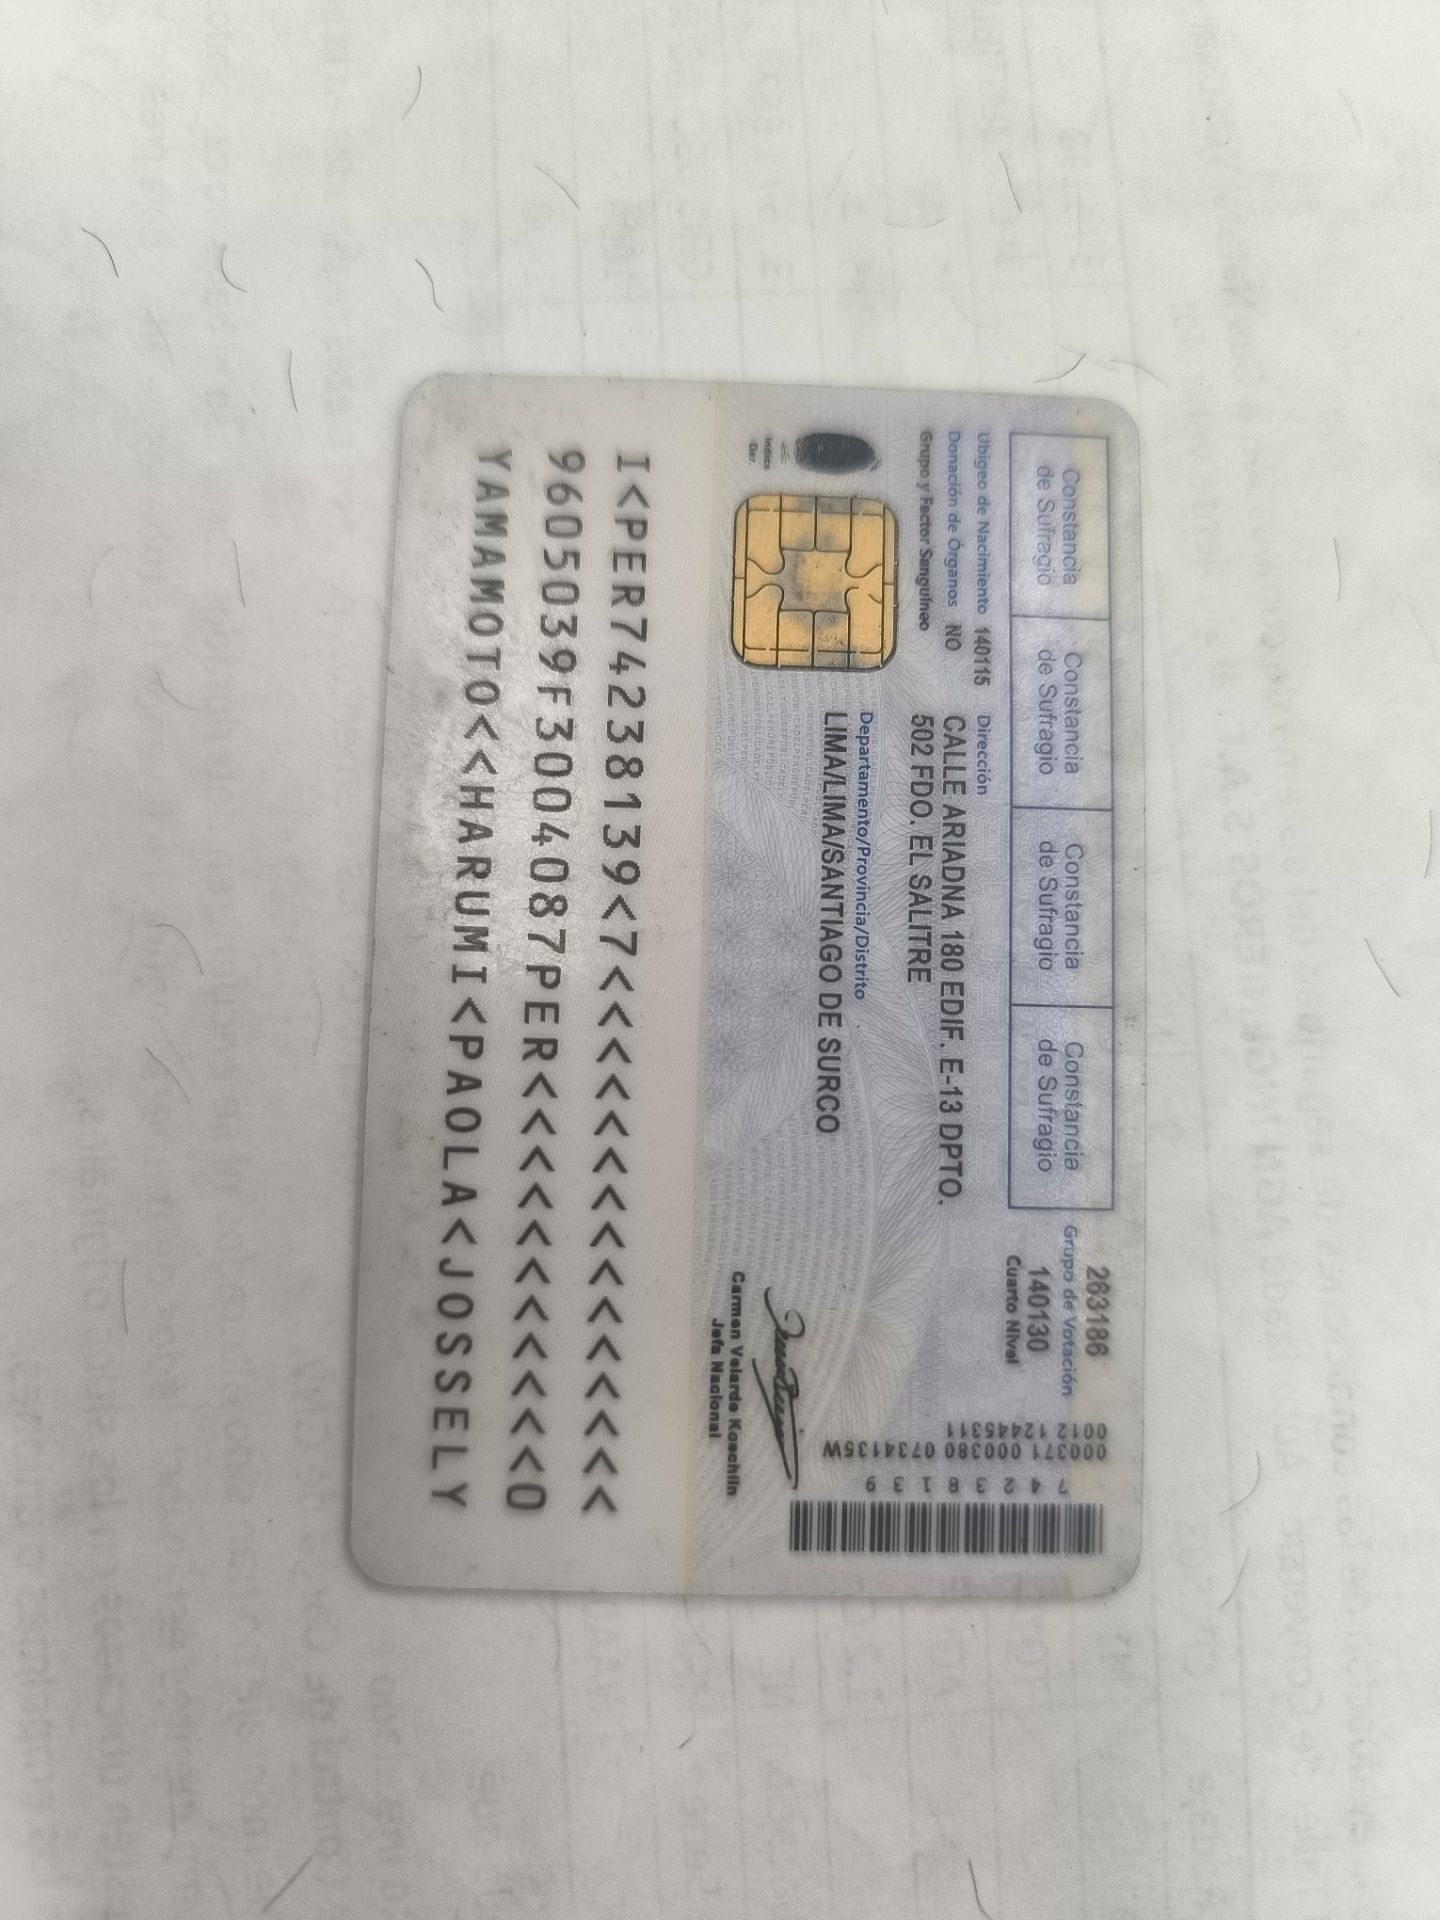 Constancia de Sufragio
Constancia de Sufragio
Constancia de Sufragio
Constancia de Sufragio
263186
Grupo de Votación
140130
Cuarto Nivel
Ubigeo de Nacimiento 140115
Donación de Órganos NO
Grupo y Factor Sanguíneo
Dirección
CALLE ARIADNA 180 EDIF. E-13 DPTO.
502 FDO. EL SALITRE
Departamento/Provincia/Distrito
LIMA/LIMA/SANTIAGO DE SURCO
Índice
Der.
Carmen Velarde Koechlin
Jefa Nacional
0012 12445311
000371 000380 0734135W
7 4 2 3 8 1 3 9
I<PER74238139<7<<<<<<<<<<<<<<<
9605039F3004087PER<<<<<<<<<<<0
YAMAMOTO<<HARUMI<PAOLA<JOSSELY